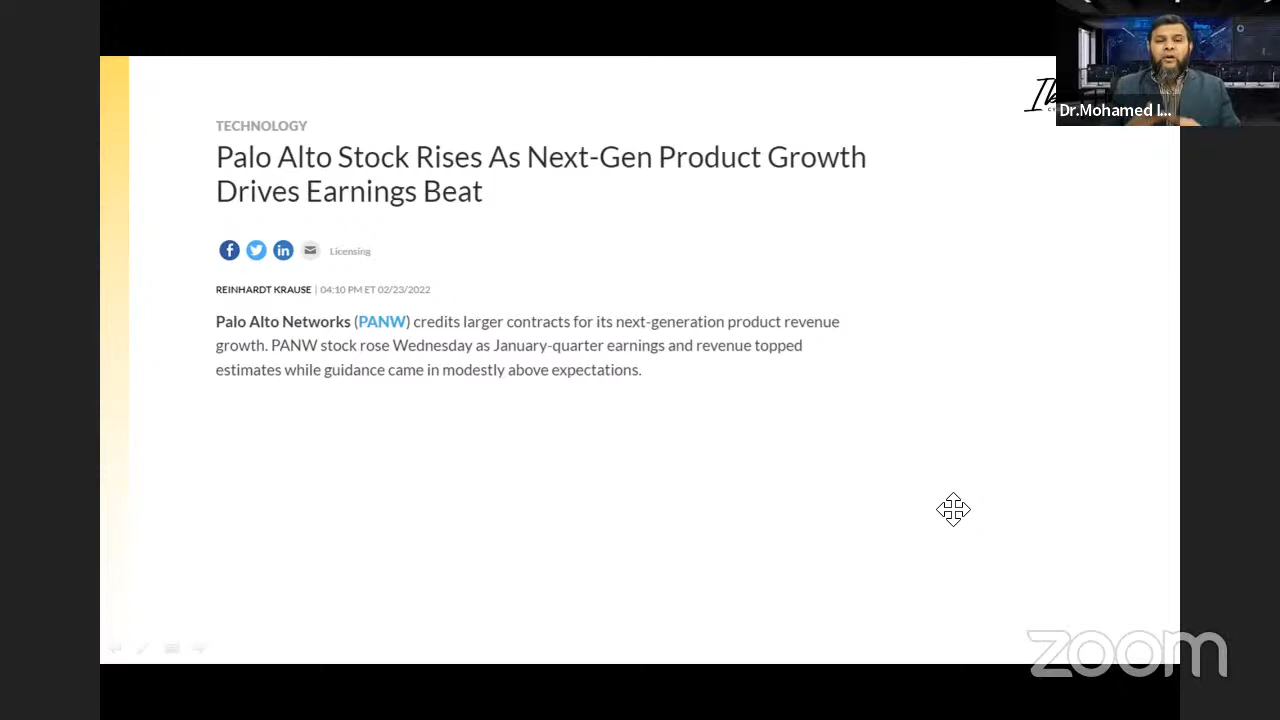 TECHNOLOGY
Palo Alto Stock Rises As Next-Gen Product Growth
Drives Earnings Beat
Licensing
REINHARDT KRAUSE | 04:10 PM ET 02/23/2022
Palo Alto Networks (PANW) credits larger contracts for its next-generation product revenue
growth. PANW stock rose Wednesday as January-quarter earnings and revenue topped
estimates while guidance came in modestly above expectations.
Dr.Mohamed I...
zoom